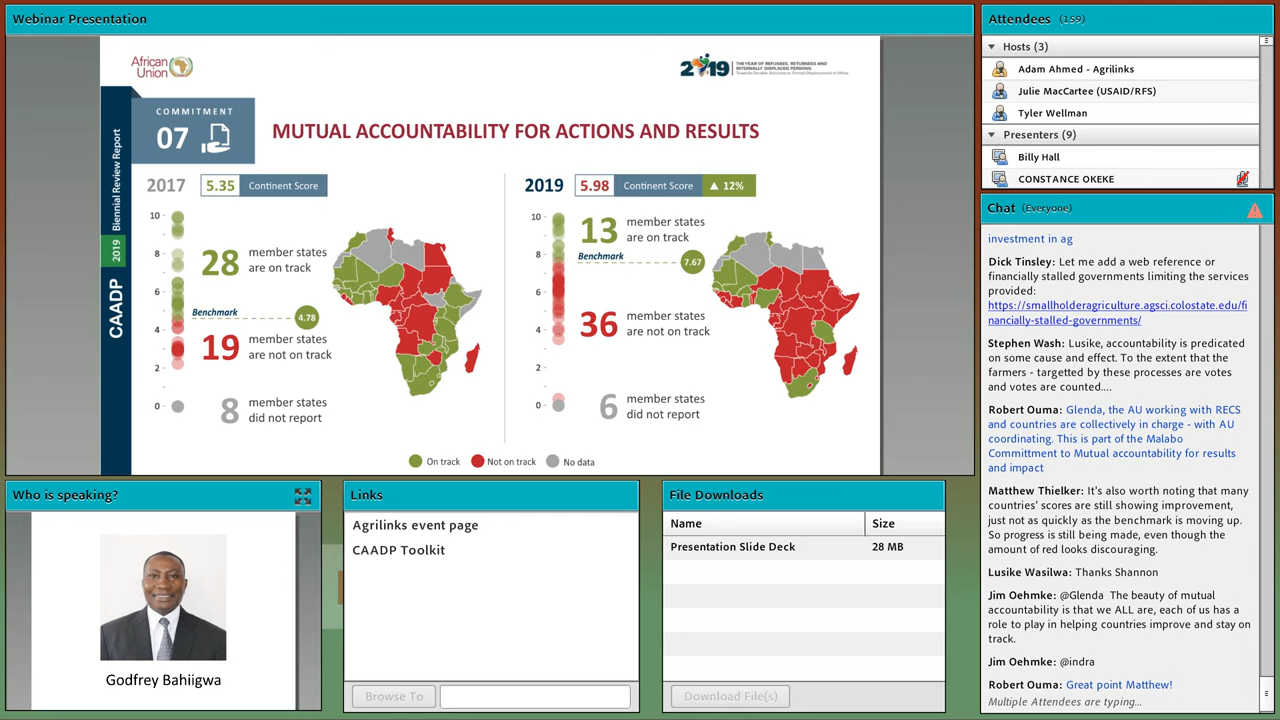 Webinar Presentation
African
Union
2019
THE YEAR OF REFUGEES, RETURNEES AND
INTERNALLY DISPLACED PERSONS:
Towards Durable Solutions to Forced Displacement in Africa.
CAADP 2019 Biennial Review Report
COMMITMENT
07
MUTUAL ACCOUNTABILITY FOR ACTIONS AND RESULTS
2017 5.35 Continent Score
10
8
6
4
2
0
28 member states
are on track
Benchmark 4.78
19 member states
are not on track
8 member states
did not report
2019 5.98 Continent Score ▲ 12%
10
8
6
4
2
0
13 member states
are on track
Benchmark 7.67
36 member states
are not on track
6 member states
did not report
On track Not on track No data
Who is speaking?
Godfrey Bahiigwa
Links
Agrilinks event page
CAADP Toolkit
Browse To
File Downloads
Name Size
Presentation Slide Deck 28 MB
Download File(s)
Attendees (159)
Hosts (3)
Adam Ahmed - Agrilinks
Julie MacCartee (USAID/RFS)
Tyler Wellman
Presenters (9)
Billy Hall
CONSTANCE OKEKE
Chat (Everyone)
investment in ag
Dick Tinsley: Let me add a web reference or
financially stalled governments limiting the services
provided:
https://smallholderagriculture.agsci.colostate.edu/fi
nancially-stalled-governments/
Stephen Wash: Lusike, accountability is predicated
on some cause and effect. To the extent that the
farmers - targetted by these processes are votes
and votes are counted....
Robert Ouma: Glenda, the AU working with RECS
and countries are collectively in charge - with AU
coordinating. This is part of the Malabo
Committment to Mutual accountability for results
and impact
Matthew Thielker: It's also worth noting that many
countries' scores are still showing improvement,
just not as quickly as the benchmark is moving up.
So progress is still being made, even though the
amount of red looks discouraging.
Lusike Wasilwa: Thanks Shannon
Jim Oehmke: @Glenda The beauty of mutual
accountability is that we ALL are, each of us has a
role to play in helping countries improve and stay on
track.
Jim Oehmke: @indra
Robert Ouma: Great point Matthew!
Multiple Attendees are typing...